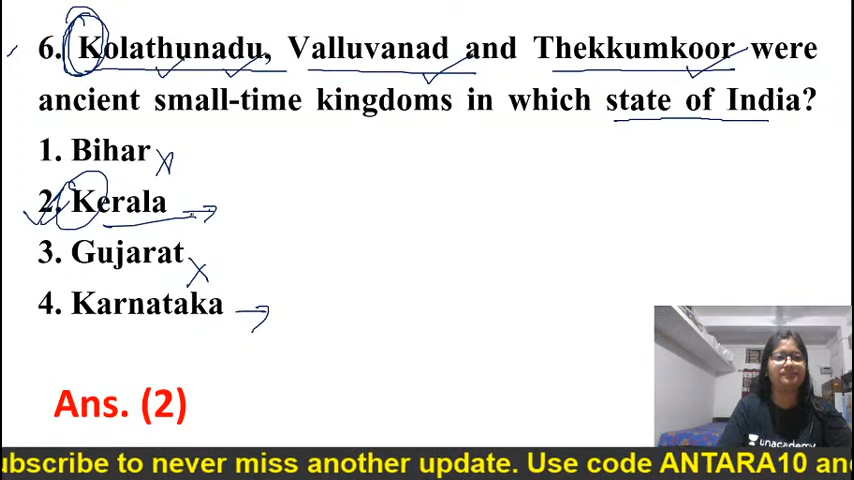 6. Kolathunadu, Valluvanad and Thekkumkoor were
ancient small-time kingdoms in which state of India?
1. Bihar
2. Kerala
3. Gujarat
4. Karnataka
Ans. (2)
unacademy
ubscribe to never miss another update. Use code ANTARA10 an